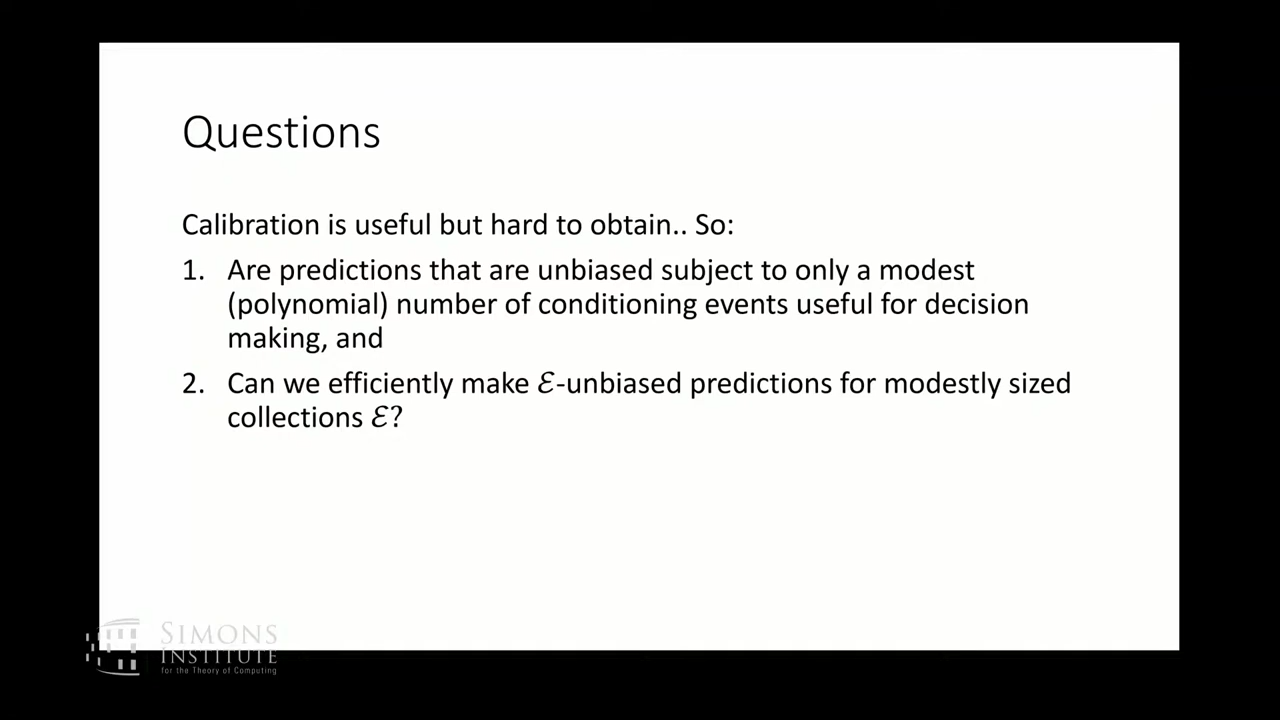 Questions
Calibration is useful but hard to obtain.. So:
1. Are predictions that are unbiased subject to only a modest
(polynomial) number of conditioning events useful for decision
making, and
2. Can we efficiently make ℰ-unbiased predictions for modestly sized
collections ℰ?
SIMONS
INSTITUTE
for the Theory of Computing